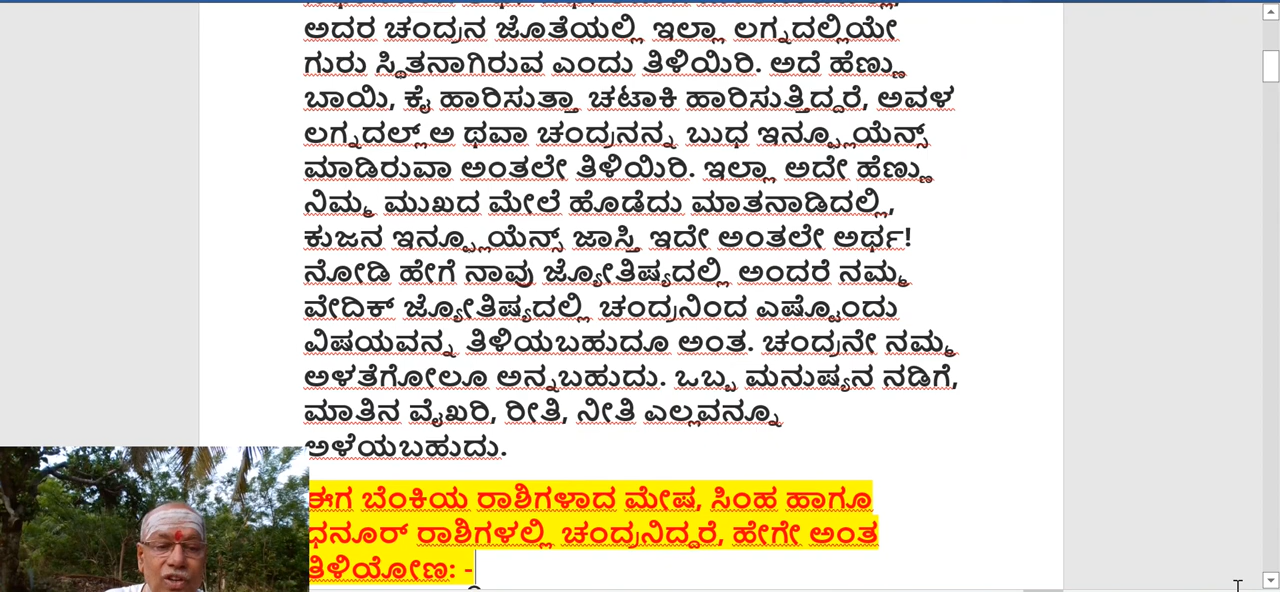 ಅದರ ಚಂದ್ರನ ಜೊತೆಯಲ್ಲಿ ಇಲ್ಲಾ ಲಗ್ನದಲ್ಲಿಯೇ
ಗುರು ಸ್ಥಿತನಾಗಿರುವ ಎಂದು ತಿಳಿಯಿರಿ. ಅದೆ ಹೆಣ್ಣು
ಬಾಯಿ, ಕೈ ಹಾರಿಸುತ್ತಾ ಚಟಾಕಿ ಹಾರಿಸುತ್ತಿದ್ದರೆ, ಅವಳ
ಲಗ್ನದಲ್ಲ್ ಅ ಥವಾ ಚಂದ್ರನನ್ನ ಬುಧ ಇನ್ಫ್ಲೂಯೆನ್ಸ್
ಮಾಡಿರುವಾ ಅಂತಲೇ ತಿಳಿಯಿರಿ. ಇಲ್ಲಾ ಅದೇ ಹೆಣ್ಣು
ನಿಮ್ಮ ಮುಖದ ಮೇಲೆ ಹೊಡೆದು ಮಾತನಾಡಿದಲ್ಲಿ,
ಕುಜನ ಇನ್ಫ್ಲೂಯೆನ್ಸ್ ಜಾಸ್ತಿ ಇದೇ ಅಂತಲೇ ಅರ್ಥ!
ನೋಡಿ ಹೇಗೆ ನಾವು ಜ್ಯೋತಿಷ್ಯದಲ್ಲಿ ಅಂದರೆ ನಮ್ಮ
ವೇದಿಕ್ ಜ್ಯೋತಿಷ್ಯದಲ್ಲಿ ಚಂದ್ರನಿಂದ ಎಷ್ಟೊಂದು
ವಿಷಯವನ್ನ ತಿಳಿಯಬಹುದೂ ಅಂತ. ಚಂದ್ರನೇ ನಮ್ಮ
ಅಳತೆಗೋಲೂ ಅನ್ನಬಹುದು. ಒಬ್ಬ ಮನುಷ್ಯನ ನಡಿಗೆ,
ಮಾತಿನ ವೈಖರಿ, ರೀತಿ, ನೀತಿ ಎಲ್ಲವನ್ನೂ
ಅಳೆಯಬಹುದು.
ಈಗ ಬೆಂಕಿಯ ರಾಶಿಗಳಾದ ಮೇಷ, ಸಿಂಹ ಹಾಗೂ
ಧನೂರ್ ರಾಶಿಗಳಲ್ಲಿ ಚಂದ್ರನಿದ್ದರೆ, ಹೇಗೇ ಅಂತ
ತಿಳಿಯೋಣ: -